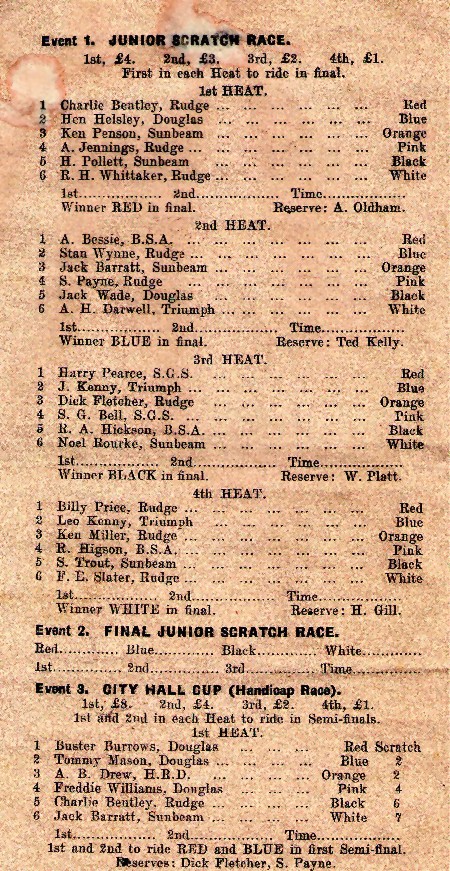 Event 1. JUNIOR SCRATCH RACE.
1st, £4. 2nd, £3. 3rd, £2. 4th, £1.
First in each Heat to ride in final.
1st HEAT.
1 Charlie Bentley, Rudge ... ... ... ... Red
2 Hen Helsley, Douglas ... ... ... ... Blue
3 Ken Penson, Sunbeam ... ... ... ... Orange
4 A. Jennings, Rudge ... ... ... ... ... Pink
5 H. Pollett, Sunbeam ... ... ... ... Black
6 R. H. Whittaker, Rudge ... ... ... ... White
1st.................. 2nd.................. Time..................
Winner RED in final. Reserve: A. Oldham.
2nd HEAT.
1 A. Bessie, B.S.A. ... ... ... ... ... Red
2 Stan Wynne, Rudge ... ... ... ... ... Blue
3 Jack Barratt, Sunbeam ... ... ... ... Orange
4 S. Payne, Rudge ... ... ... ... ... Pink
5 Jack Wade, Douglas ... ... ... ... Black
6 A. H. Darwell, Triumph ... ... ... ... White
1st.................. 2nd.................. Time..................
Winner BLUE in final. Reserve: Ted Kelly.
3rd HEAT.
1 Harry Pearce, S.G.S. ... ... ... ... Red
2 J. Kenny, Triumph ... ... ... ... ... Blue
3 Dick Fletcher, Rudge ... ... ... ... Orange
4 S. G. Bell, S.G.S. ... ... ... ... ... Pink
5 R. A. Hickson, B.S.A. ... ... ... ... Black
6 Noel Rourke, Sunbeam ... ... ... ... White
1st.................. 2nd.................. Time..................
Winner BLACK in final. Reserve: W. Platt.
4th HEAT.
1 Billy Price, Rudge ... ... ... ... ... Red
2 Leo Kenny, Triumph ... ... ... ... Blue
3 Ken Miller, Rudge ... ... ... ... ... Orange
4 R. Higson, B.S.A. ... ... ... ... ... Pink
5 S. Trout, Sunbeam ... ... ... ... ... Black
6 F. E. Slater, Rudge ... ... ... ... ... White
1st.................. 2nd.................. Time..................
Winner WHITE in final. Reserve: H. Gill.
Event 2. FINAL JUNIOR SCRATCH RACE.
Red............ Blue............ Black............ White............
1st............ 2nd............ 3rd............ Time............
Event 3. CITY HALL CUP (Handicap Race).
1st, £8. 2nd, £4. 3rd, £2. 4th, £1.
1st and 2nd in each Heat to ride in Semi-finals.
1st HEAT.
1 Buster Burrows, Douglas ... ... ... Red Scratch
2 Tommy Mason, Douglas ... ... ... ... Blue 2
3 A. B. Drew, H.R.D. ... ... ... Orange 2
4 Freddie Williams, Douglas ... ... ... Pink 4
5 Charlie Bentley, Rudge ... ... ... Black 6
6 Jack Barratt, Sunbeam ... ... ... ... White 7
1st.................. 2nd.................. Time..................
1st and 2nd to ride RED and BLUE in first Semi-final.
Reserves: Dick Fletcher, S. Payne.